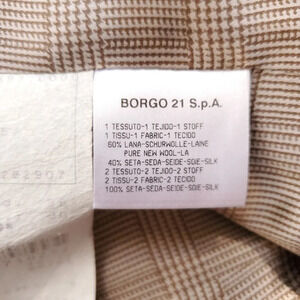 BORGO 21 S.p.A.
1 TESSUTO-1 TEJIDO-1 STOFF
1 TISSU-1 FABRIC-1 TECIDO
60% LANA-SCHURWOLLE-LAINE
PURE NEW WOOL-LA
40% SETA-SEDA-SEIDE-SOIE-SILK
2 TESSUTO-2 TEJIDO-2 STOFF
2 TISSU-2 FABRIC-2 TECIDO
100% SETA-SEDA-SEIDE-SOIE-SILK